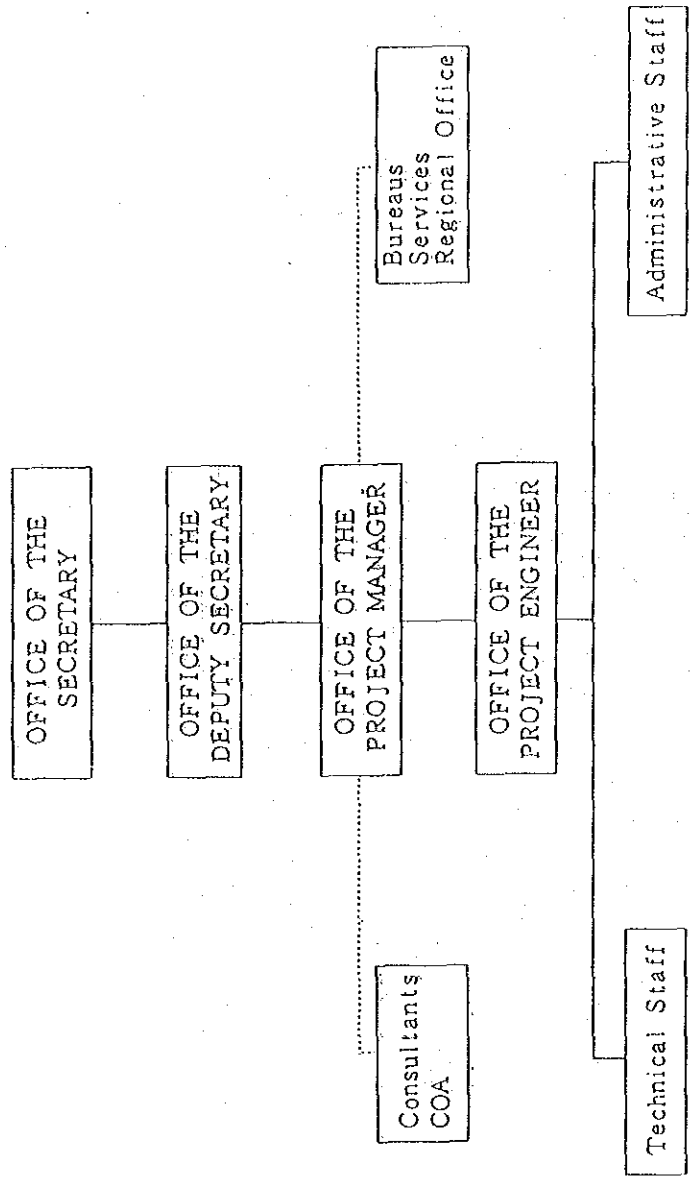 OFFICE OF THE
SECRETARY
OFFICE OF THE
DEPUTY SECRETARY
OFFICE OF THE
PROJECT MANAGER
Consultants
COA
Bureaus
Services
Regional Office
OFFICE OF THE
PROJECT ENGINEER
Technical Staff
Administrative Staff